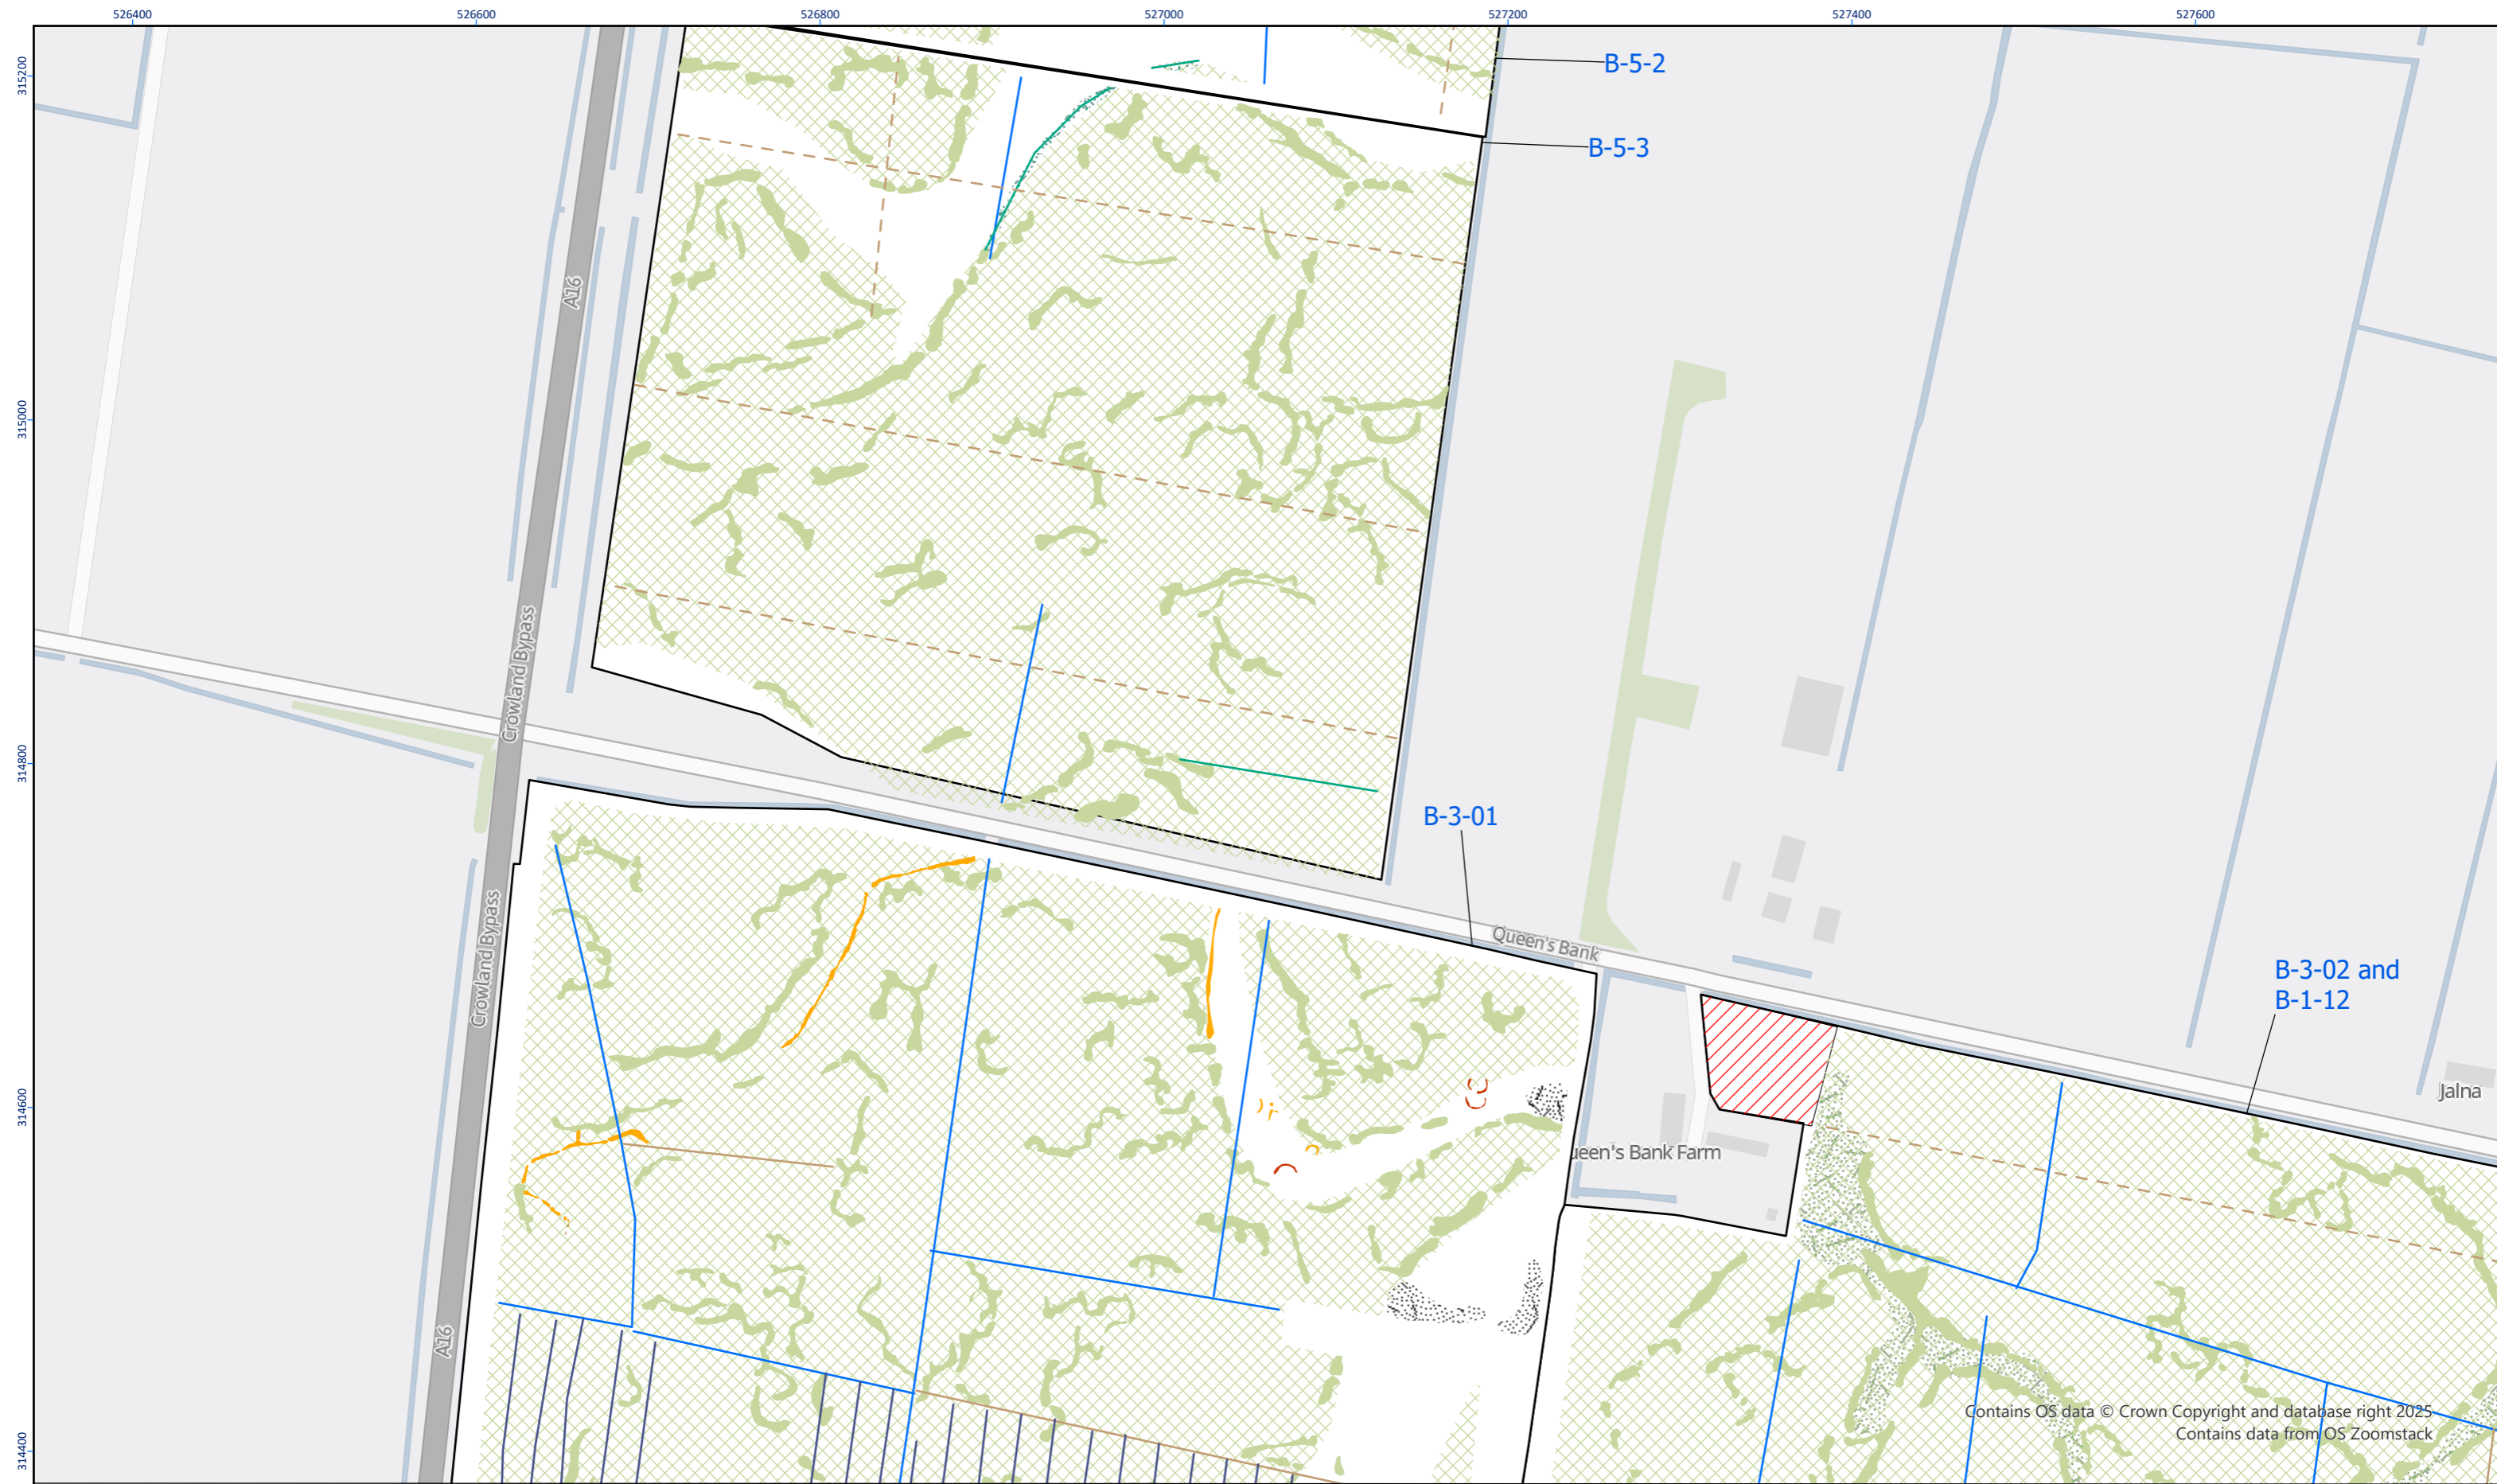 526400
526600
526800
527000
527200
527400
527600
315200
315000
314800
314600
314400
B-5-2
B-5-3
A16
Crowland Bypass
B-3-01
Queen's Bank
Crowland Bypass
B-3-02 and
B-1-12
Jalna
ueen's Bank Farm
A16
Contains OS data © Crown Copyright and database right 2025
Contains data from OS Zoomstack